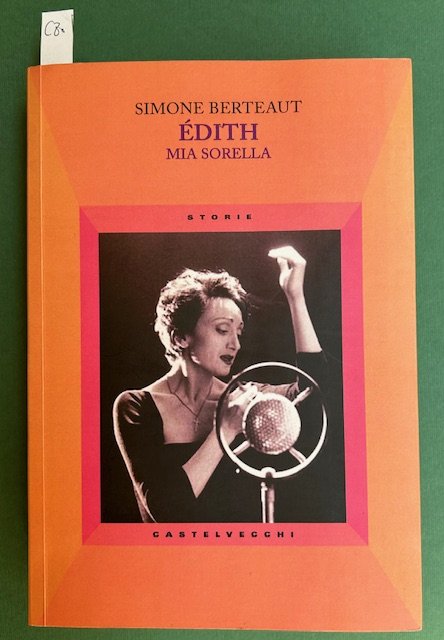 C8.
SIMONE BERTEAUT
ÉDITH
MIA SORELLA
STORIE
CASTELVECCHI